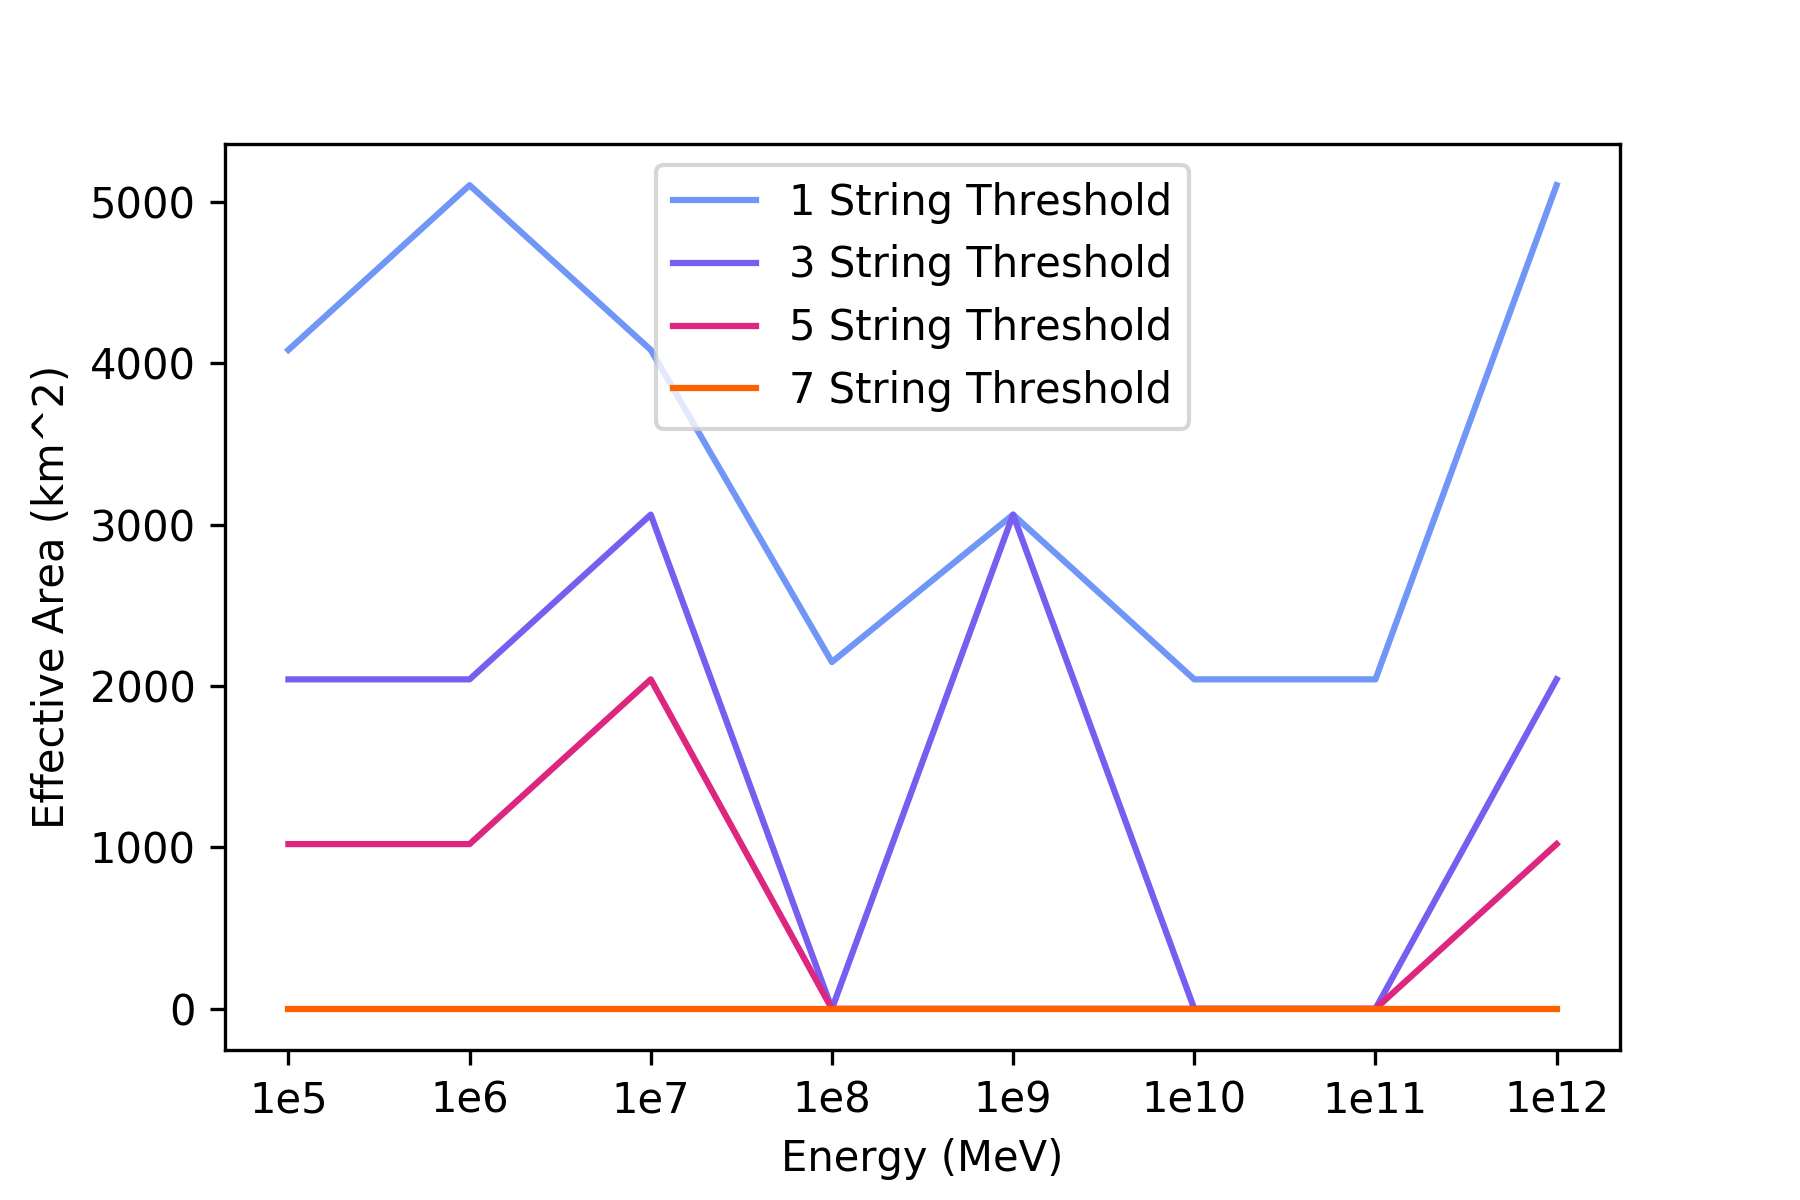 1 String Threshold
3 String Threshold
5 String Threshold
7 String Threshold
Effective Area (km^2)
5000
4000
3000
2000
1000
0
1e5 1e6 1e7 1e8 1e9 1e10 1e11 1e12
Energy (MeV)